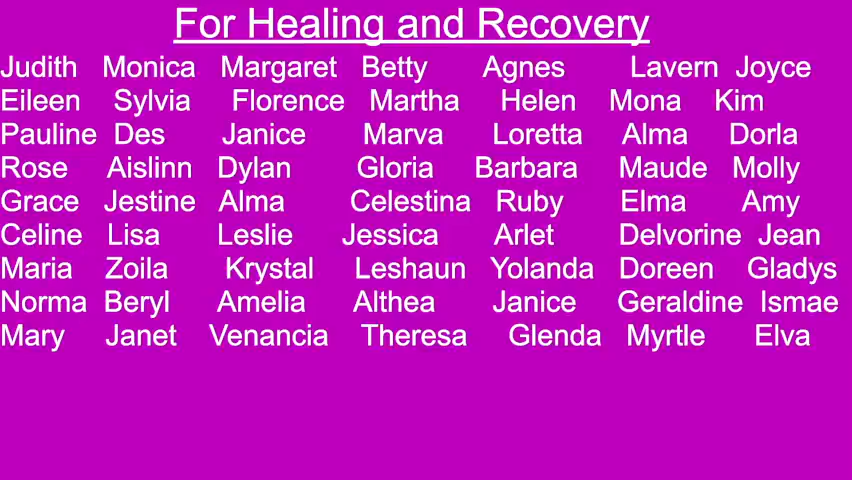 For Healing and Recovery
Judith Monica Margaret Betty Agnes Lavern Joyce
Eileen Sylvia Florence Martha Helen Mona Kim
Pauline Des Janice Marva Loretta Alma Dorla
Rose Aislinn Dylan Gloria Barbara Maude Molly
Grace Jestine Alma Celestina Ruby Elma Amy
Celine Lisa Leslie Jessica Arlet Delvorine Jean
Maria Zoila Krystal Leshaun Yolanda Doreen Gladys
Norma Beryl Amelia Althea Janice Geraldine Ismae
Mary Janet Venancia Theresa Glenda Myrtle Elva